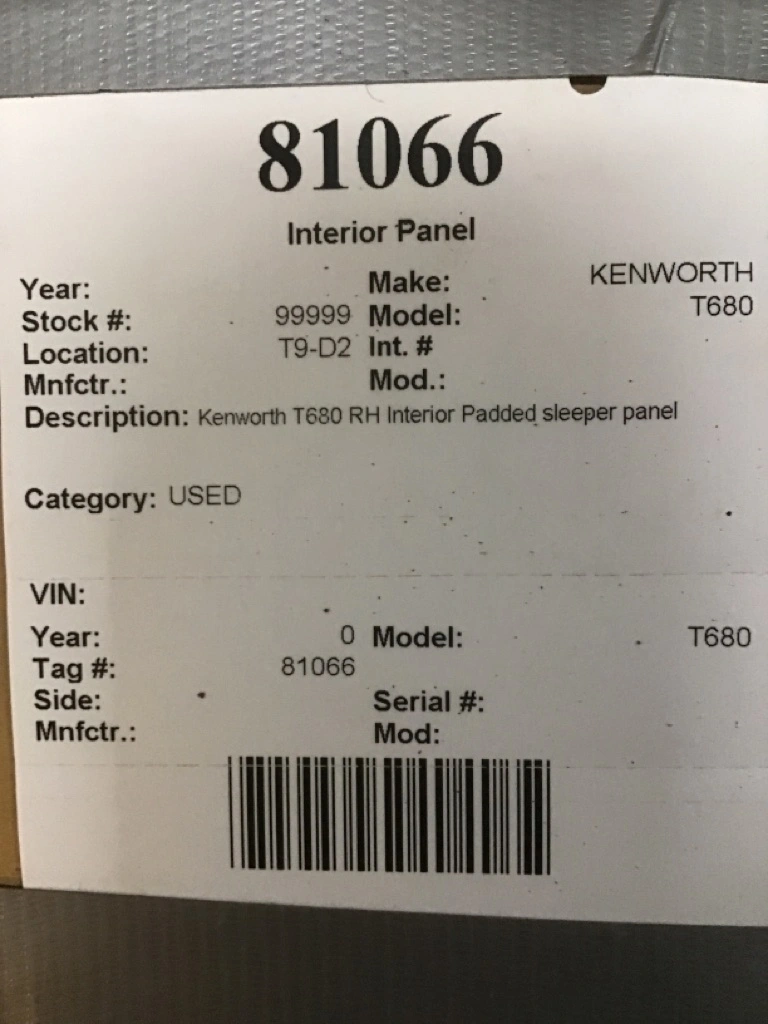 81066
Interior Panel
Year: Make: KENWORTH
Stock #: 99999 Model: T680
Location: T9-D2 Int. #
Mnfctr.: Mod.:
Description: Kenworth T680 RH Interior Padded sleeper panel
Category: USED
VIN:
Year: 0 Model: T680
Tag #: 81066
Side: Serial #:
Mnfctr.: Mod: